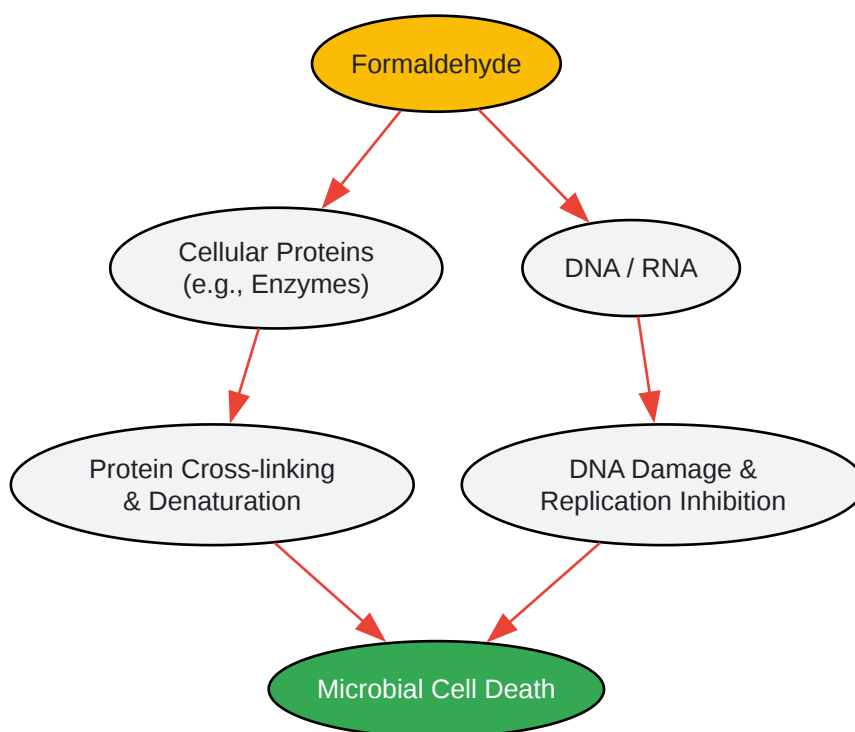 Formaldehyde
Cellular Proteins
(e.g., Enzymes)
DNA / RNA
Protein Cross-linking
& Denaturation
DNA Damage &
Replication Inhibition
Microbial Cell Death